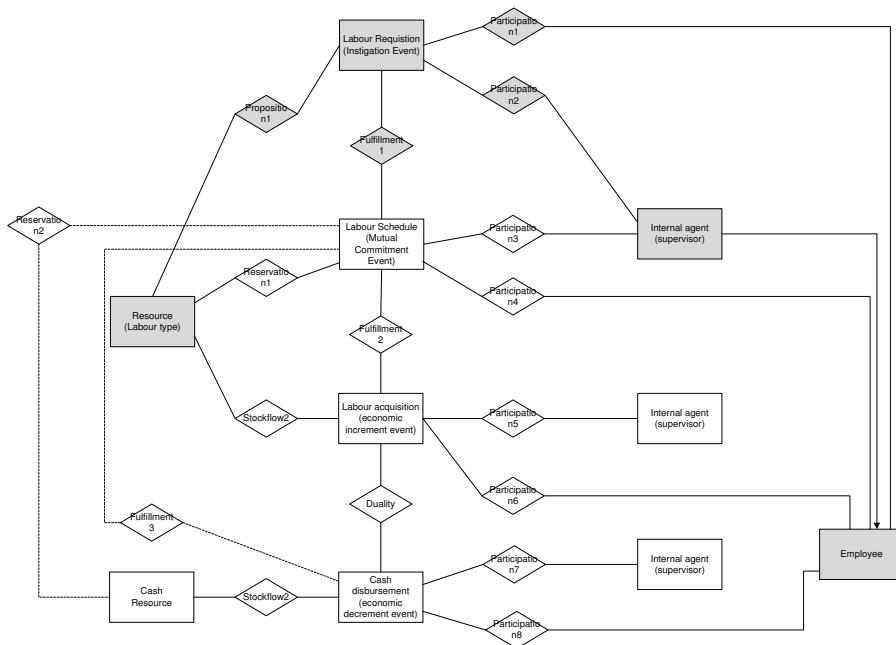 Labour Requistion
(Instigation Event)
Participatio
n1
Participatio
n2
Propositio
n1
Fulfillment
1
Reservatio
n2
Labour Schedule
(Mutual
Commitment
Event)
Participatio
n3
Internal agent
(supervisor)
Reservatio
n1
Participatio
n4
Resource
(Labour type)
Fulfillment
2
Stockflow2
Labour acquisition
(economic
increment event)
Participatio
n5
Internal agent
(supervisor)
Duality
Participatio
n6
Fulfillment
3
Employee
Cash
Resource
Stockflow2
Cash
disbursement
(economic
decrement event)
Participatio
n7
Internal agent
(supervisor)
Participatio
n8